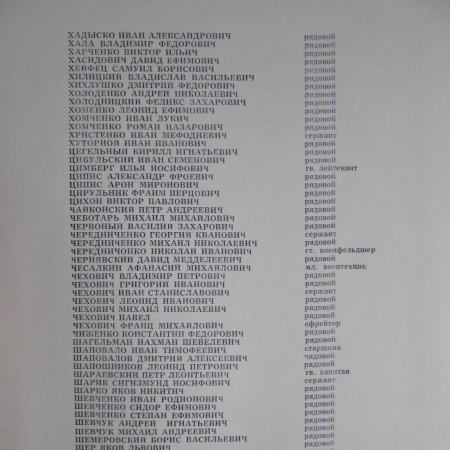 ХАДЫСКО ИВАН АЛЕКСАНДРОВИЧ рядовой
ХАЛА ВЛАДИМИР ФЕДОРОВИЧ рядовой
ХАРЧЕНКО ВИКТОР ИЛЬИЧ рядовой
ХАСИДОВИЧ ДАВИД ЕФИМОВИЧ рядовой
ХЕЙФЕЦ САМУИЛ БОРИСОВИЧ рядовой
ХИЛИЦКИЙ ВЛАДИСЛАВ ВАСИЛЬЕВИЧ рядовой
ХИХЛУШКО ДМИТРИЙ ФЕДОРОВИЧ рядовой
ХОЛОДЕНКО АНДРЕЙ НИКОЛАЕВИЧ рядовой
ХОЛОДНИЦКИЙ ФЕЛИКС ЗАХАРОВИЧ рядовой
ХОМЕНКО ЛЕОНИД ЕФИМОВИЧ рядовой
ХОМЧЕНКО ИВАН ЛУКИЧ рядовой
ХОМЧЕНКО РОМАН НАЗАРОВИЧ рядовой
ХРИСТЕНКО ИВАН МЕФОДИЕВИЧ сержант
ХУТОРНОЙ ИВАН ИВАНОВИЧ рядовой
ЦЕГЕЛЬНЫЙ КИРИЛЛ ИГНАТЬЕВИЧ рядовой
ЦИБУЛЬСКИЙ ИВАН СЕМЕНОВИЧ рядовой
ЦИМБЕРГ ИЛЬЯ ИОСИФОВИЧ гв. лейтенант
ЦИПИС АЛЕКСАНДР ФРОЕВИЧ рядовой
ЦИПИС АРОН МИРОНОВИЧ рядовой
ЦИРУЛЬНИК ФРАИМ ПЕРЦОВИЧ рядовой
ЦИХОН ВИКТОР ПАВЛОВИЧ рядовой
ЧАЙКОНСКИЙ ПЕТР АНДРЕЕВИЧ рядовой
ЧЕБОТАРЬ МИХАИЛ МИХАЙЛОВИЧ рядовой
ЧЕРВОНЫЙ ВАСИЛИЙ ЗАХАРОВИЧ рядовой
ЧЕРЕДНИЧЕНКО ГЕОРГИЙ КВАНОВИЧ сержант
ЧЕРЕДНИЧЕНКО МИХАИЛ НИКОЛАЕВИЧ рядовой
ЧЕРЕДНИЧОНКО НИКОЛАЙ ИВАНОВИЧ ст. военфельдшер
ЧЕРНЯВСКИЙ ДАВИД МЕДДЕЛЕЕВИЧ рядовой
ЧЕСАЛКИН АФАНАСИЙ МИХАЙЛОВИЧ мл. воентехник
ЧЕХОВИЧ ВЛАДИМИР ПЕТРОВИЧ рядовой
ЧЕХОВИЧ ГРИГОРИЙ ИВАНОВИЧ рядовой
ЧЕХОВИЧ ИВАН СТАНИСЛАВОВИЧ сержант
ЧЕХОВИЧ ЛЕОНИД ИВАНОВИЧ рядовой
ЧЕХОВИЧ МИХАИЛ НИКОЛАЕВИЧ рядовой
ЧЕХОВИЧ ПАВЕЛ рядовой
ЧЕХОВИЧ ФРАНЦ МИХАЙЛОВИЧ ефрейтор
ЧИЖЕНКО КОНСТАНТИН ФЕДОРОВИЧ рядовой
ШАГЕЛЬМАН НАХМАН ШЕВЕЛЕВИЧ рядовой
ШАПОВАЛО ИВАН ТИМОФЕЕВИЧ старшина
ШАПОВАЛОВ ДМИТРИЙ АЛЕКСЕЕВИЧ рядовой
ШАПОШНИКОВ ЛЕОНИД ПЕТРОВИЧ рядовой
ШАРАЕВСКИЙ ПЕТР ЛЕОНТЬЕВИЧ гв. капитан
ШАРИК СИГИЗМУНД ИОСИФОВИЧ сержант
ШАРКО ЯКОВ НИКИТИЧ рядовой
ШЕВЧЕНКО ИВАН РОДИОНОВИЧ рядовой
ШЕВЧЕНКО СИДОР ЕФИМОВИЧ рядовой
ШЕВЧЕНКО СТЕПАН ЕФИМОВИЧ рядовой
ШЕВЧУК АНДРЕЙ ИГНАТЬЕВИЧ рядовой
ШЕВЧУК МИХАИЛ АНДРЕЕВИЧ рядовой
ШЕМЕРОВСКИЙ БОРИС ВАСИЛЬЕВИЧ рядовой
ШЕР ЯКОВ ЛЬВОВИЧ рядовой